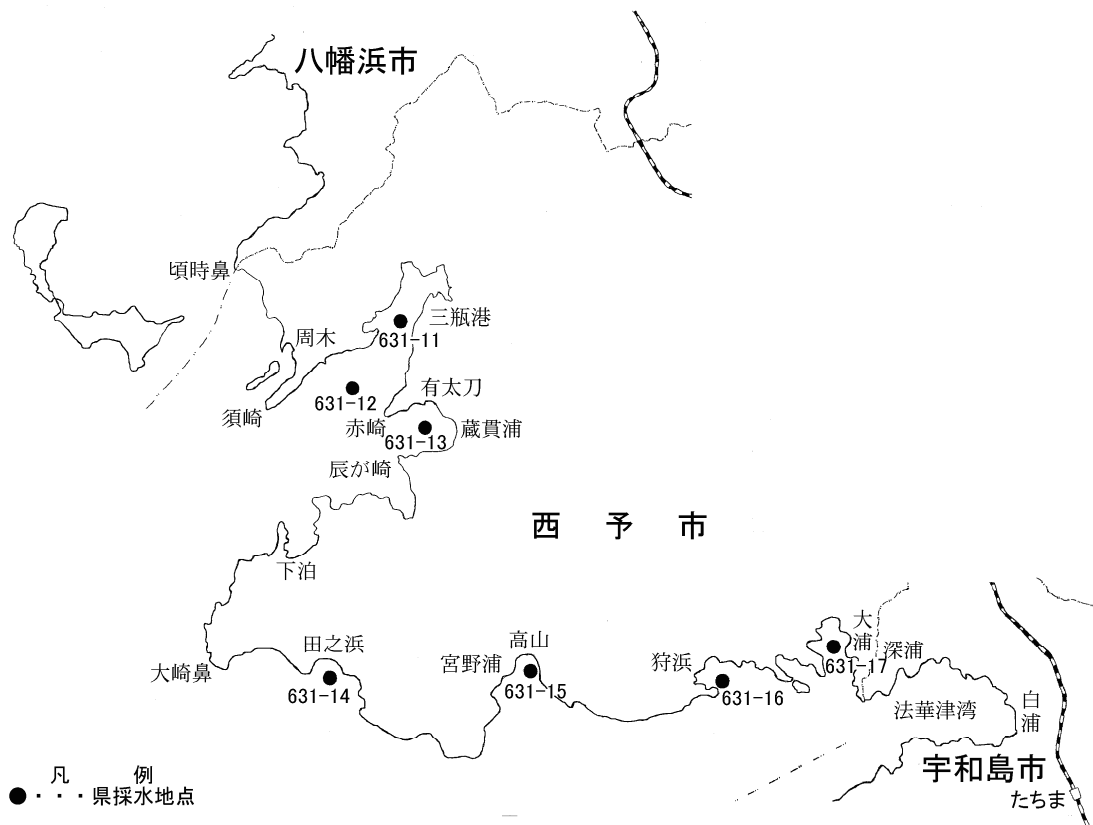 八幡浜市
頃時鼻
三瓶港
631-11
周木
631-12
有太刀
須崎
赤崎
631-13
蔵貫浦
辰が崎
西予市
下泊
大崎鼻
田之浜
631-14
宮野浦
高山
631-15
狩浜
631-16
大浦
631-17
深浦
法華津湾
白浦
宇和島市
たちま
凡例
●・・・県採水地点